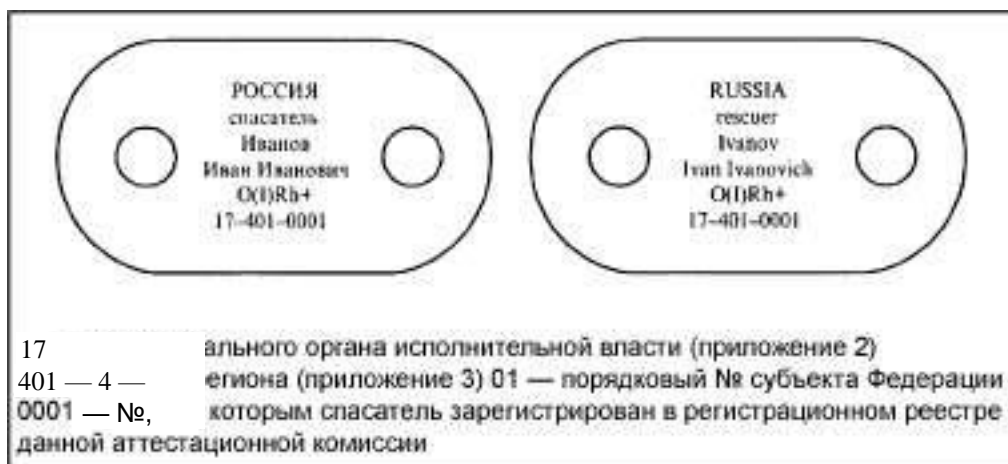 РОССИЯ
спасатель
Иванов
Иван Иванович
O(I)Rh+
17-401-0001
RUSSIA
rescuer
Ivanov
Ivan Ivanovich
O(I)Rh+
17-401-0001
17 ального органа исполнительной власти (приложение 2)
401 — 4 — егиона (приложение 3) 01 — порядковый № субъекта Федерации
0001 — №, которым спасатель зарегистрирован в регистрационном реестре
данной аттестационной комиссии